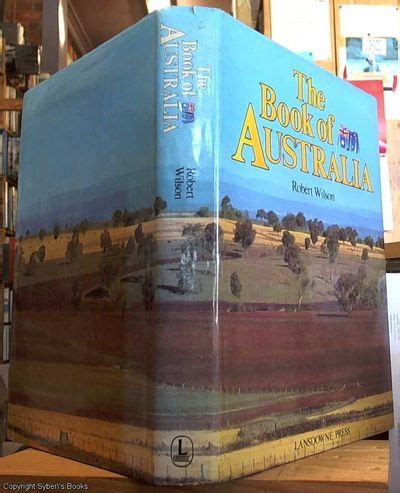 The
Book of
AUSTRALIA
Robert
Wilson
L
The
Book of
AUSTRALIA
Robert Wilson
LANSDOWNE PRESS
Copyright Syber's Books